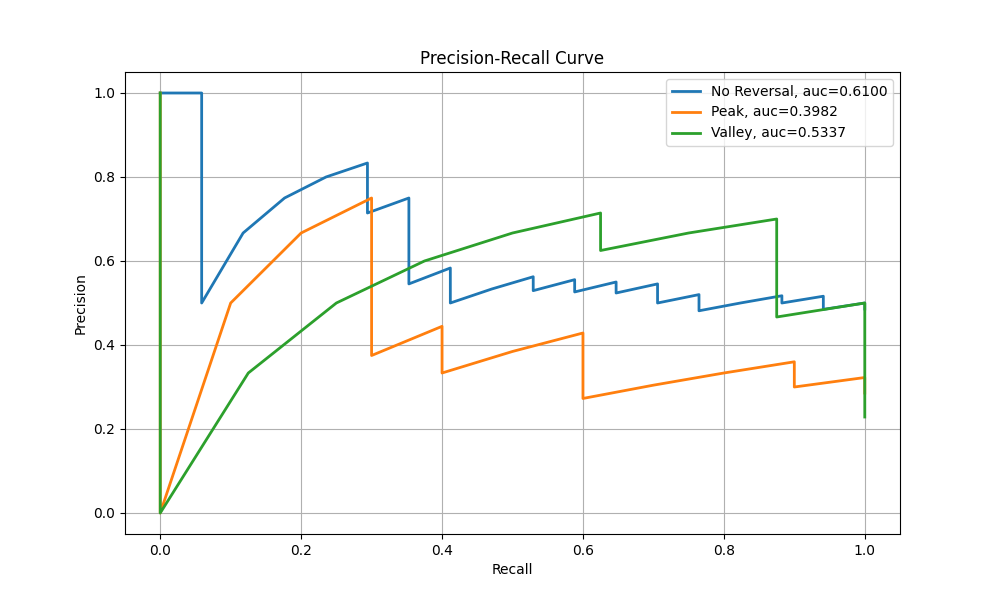 Precision-Recall Curve
No Reversal, auc=0.6100
Peak, auc=0.3982
Valley, auc=0.5337
Precision
1.0
0.8
0.6
0.4
0.2
0.0
0.0 0.2 0.4 0.6 0.8 1.0
Recall